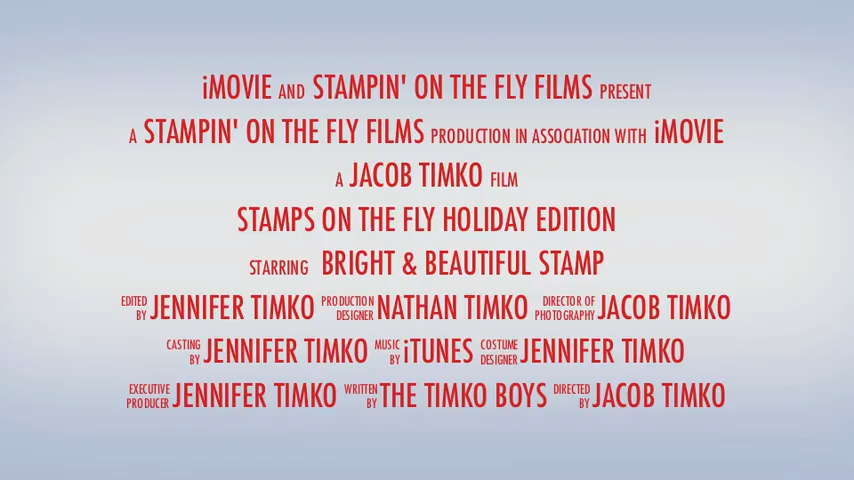 iMOVIE AND STAMPIN' ON THE FLY FILMS PRESENT
A STAMPIN' ON THE FLY FILMS PRODUCTION IN ASSOCIATION WITH iMOVIE
A JACOB TIMKO FILM
STAMPS ON THE FLY HOLIDAY EDITION
STARRING BRIGHT & BEAUTIFUL STAMP
EDITED BY JENNIFER TIMKO PRODUCTION DESIGNER NATHAN TIMKO DIRECTOR OF PHOTOGRAPHY JACOB TIMKO
CASTING BY JENNIFER TIMKO MUSIC BY iTUNES COSTUME DESIGNER JENNIFER TIMKO
EXECUTIVE PRODUCER JENNIFER TIMKO WRITTEN BY THE TIMKO BOYS DIRECTED BY JACOB TIMKO